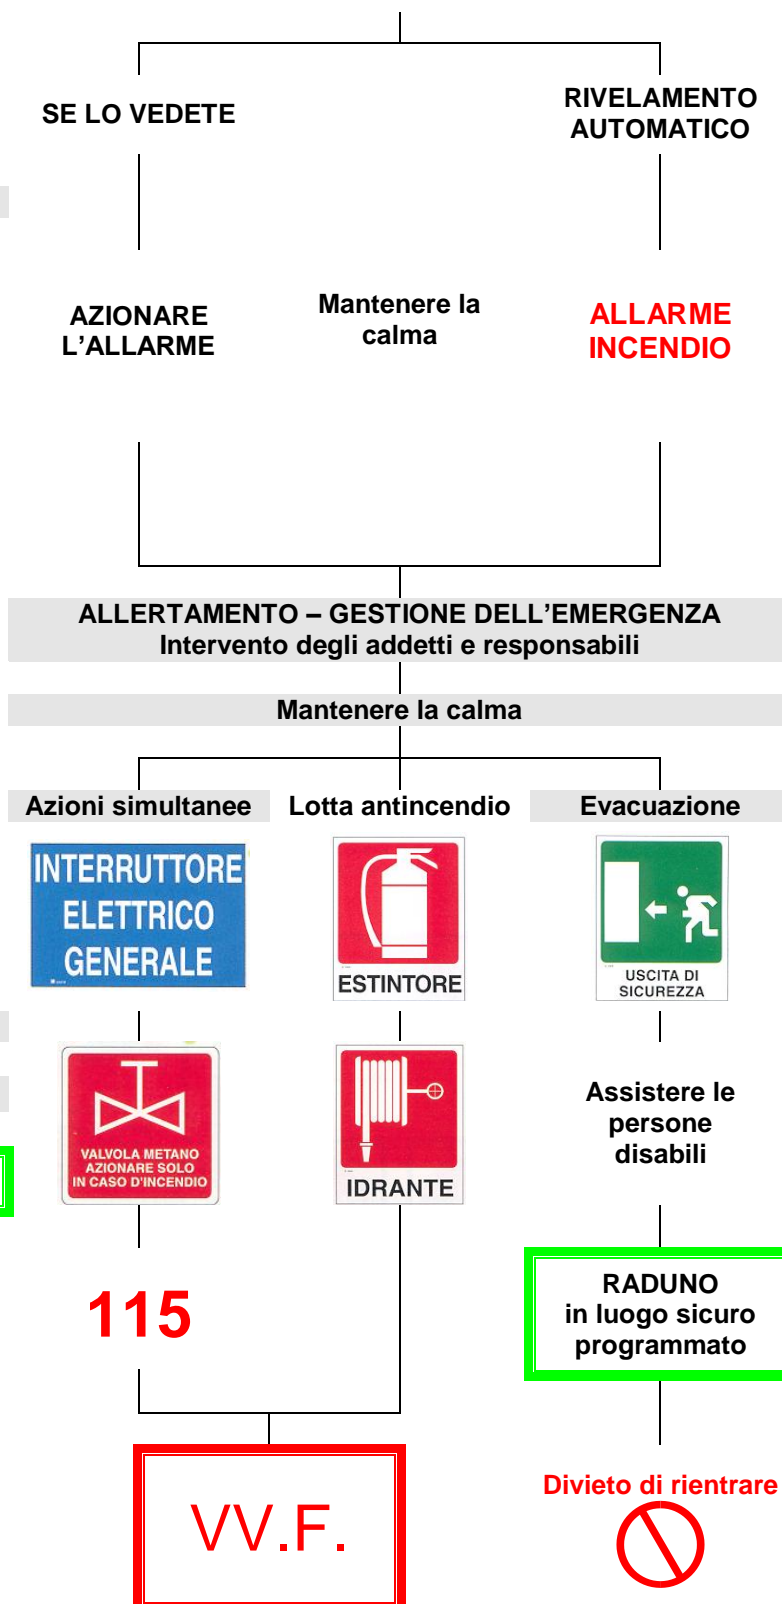 SE LO VEDETE
RIVELAMENTO
AUTOMATICO
AZIONARE
L’ALLARME
Mantenere la
calma
ALLARME
INCENDIO
ALLERTAMENTO – GESTIONE DELL’EMERGENZA
Intervento degli addetti e responsabili
Mantenere la calma
Azioni simultanee
Lotta antincendio
Evacuazione
INTERRUTTORE
ELETTRICO
GENERALE
ESTINTORE
USCITA DI
SICUREZZA
VALVOLA METANO
AZIONARE SOLO
IN CASO D'INCENDIO
IDRANTE
Assistere le
persone
disabili
115
RADUNO
in luogo sicuro
programmato
VV.F.
Divieto di rientrare